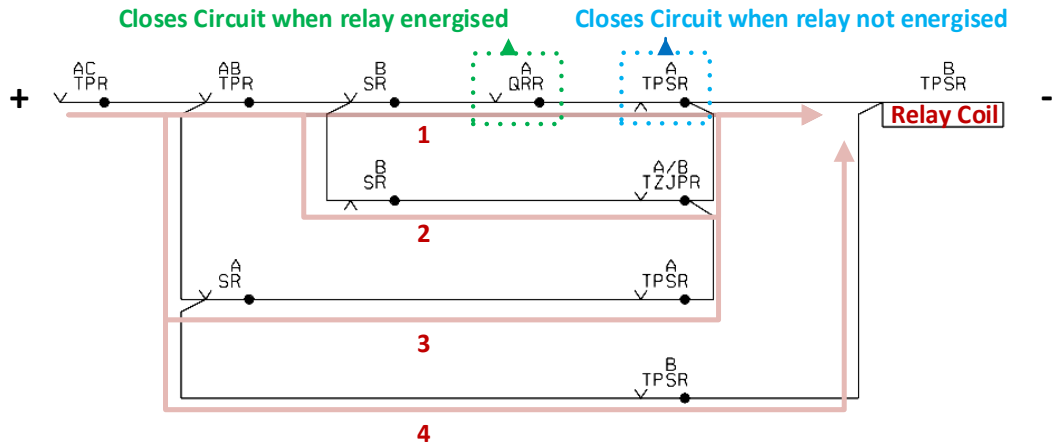 Closes Circuit when relay energised
Closes Circuit when relay not energised
AC
TPR
AB
TPR
B
SR
A
QRR
A
TPSR
B
TPSR
+
-
Relay Coil
1
B
SR
A/B
TZJPR
2
A
SR
A
TPSR
3
B
TPSR
4